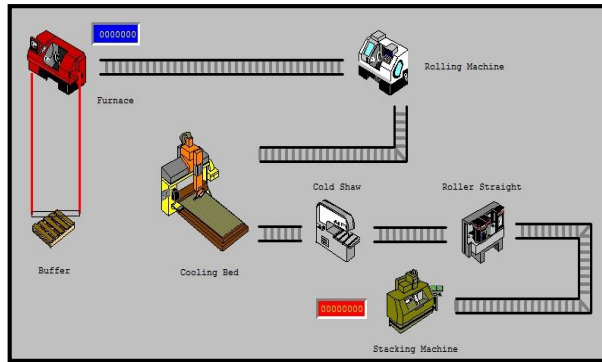 0000000
Rolling Machine
Furnace
Cold Shaw
Roller Straight
Buffer
Cooling Bed
00000000
Stacking Machine